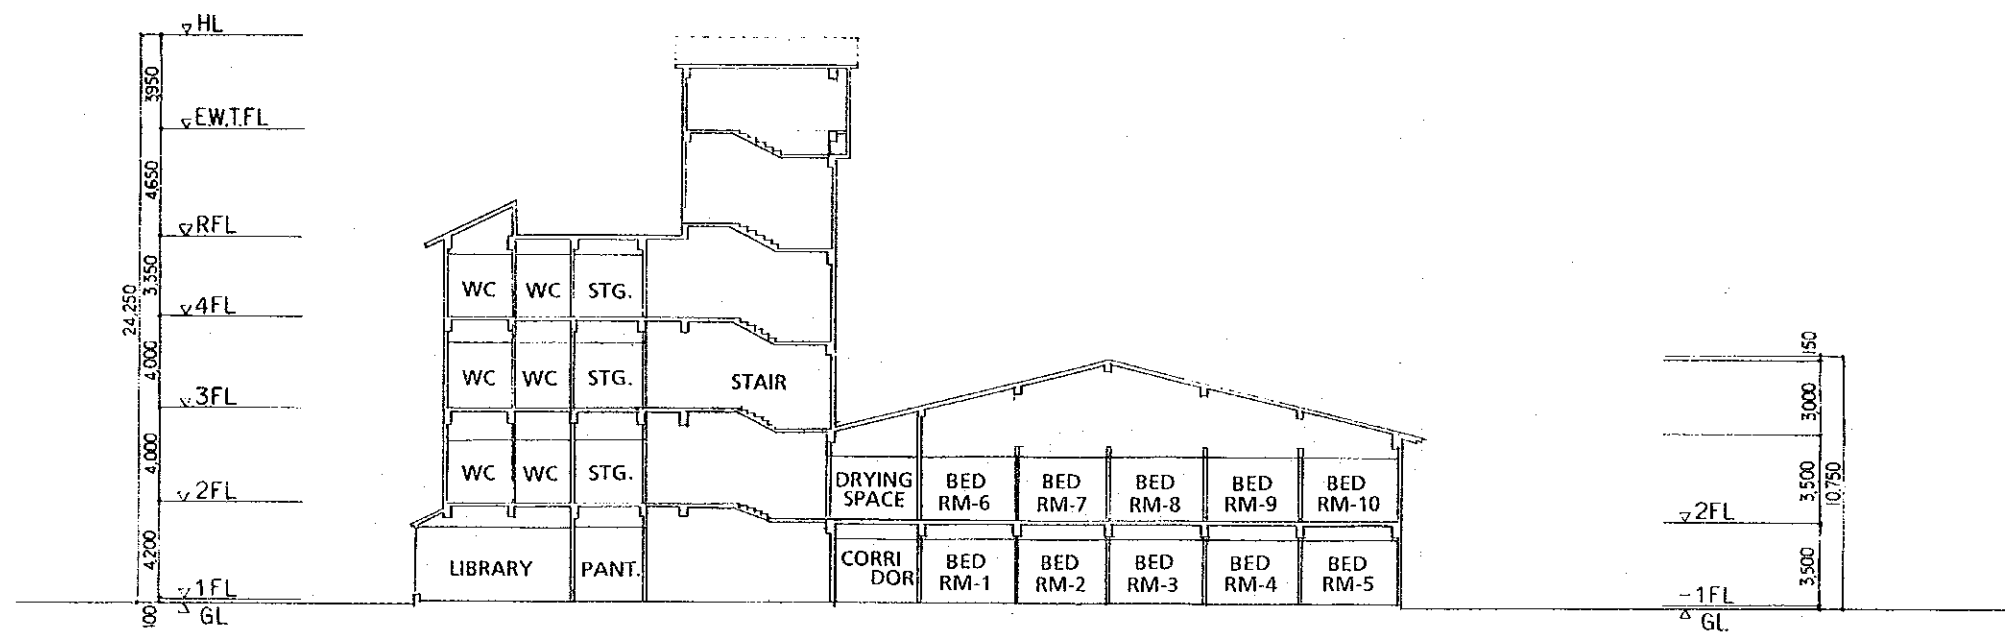 HL
3950
E.W.T.FL
4,650
RFL
3,350
24,250
4FL
4,000
3FL
4,000
2FL
4,200
1FL
100
GL
WC WC STG.
WC WC STG.
STAIR
WC WC STG.
LIBRARY PANT.
DRYING
SPACE
BED
RM-6
BED
RM-7
BED
RM-8
BED
RM-9
BED
RM-10
CORRI
DOR
BED
RM-1
BED
RM-2
BED
RM-3
BED
RM-4
BED
RM-5
150
3,000
3,500
10,750
2FL
3,500
1FL
GL